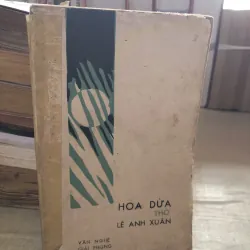 HOA DỪA
THƠ
LÊ ANH XUÂN
VĂN NGHỆ
GIẢI PHÓNG